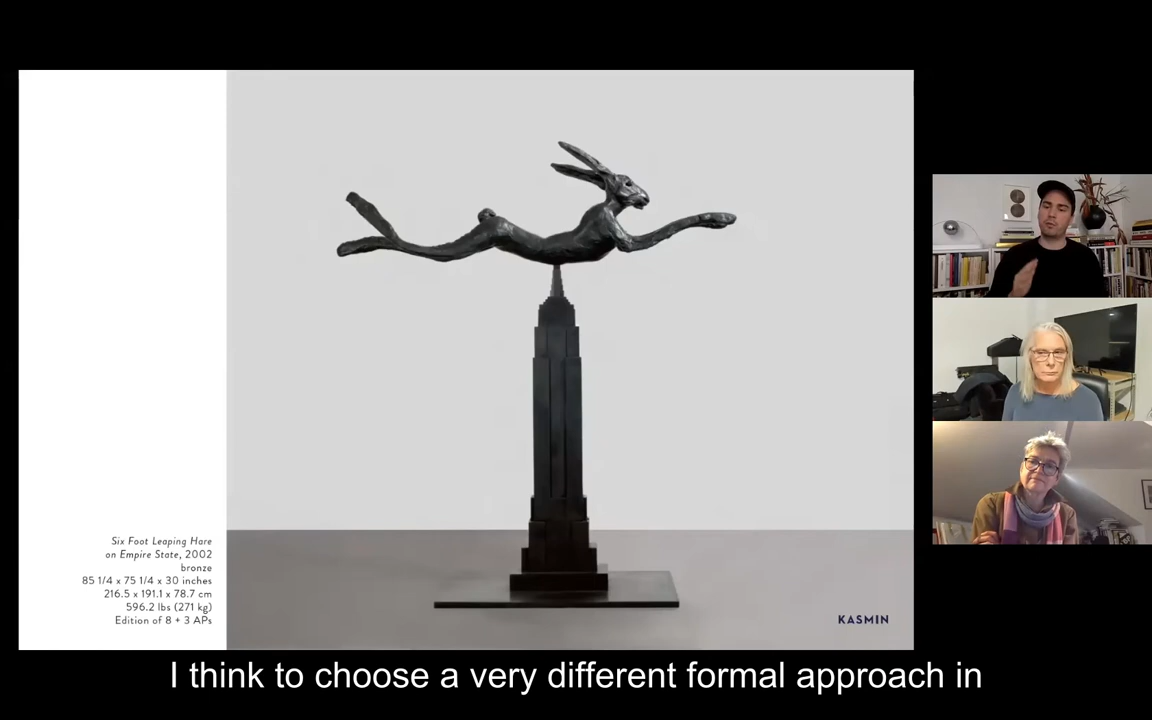 Six Foot Leaping Hare
on Empire State, 2002
bronze
85 1/4 x 75 1/4 x 30 inches
216.5 x 191.1 x 78.7 cm
596.2 lbs (271 kg)
Edition of 8 + 3 APs
KASMIN
I think to choose a very different formal approach in